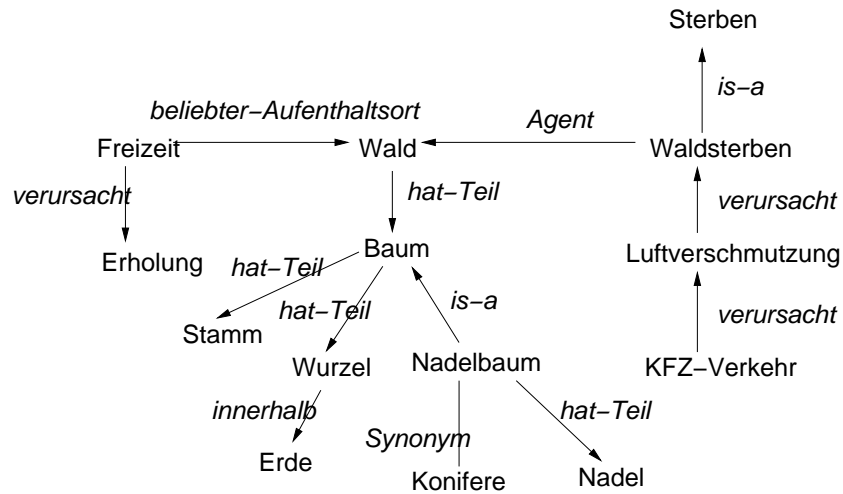 Sterben
is–a
beliebter–Aufenthaltsort
Agent
Freizeit
Wald
Waldsterben
verursacht
hat–Teil
verursacht
Erholung
Baum
Luftverschmutzung
hat–Teil
hat–Teil
is–a
verursacht
Stamm
Wurzel
Nadelbaum
KFZ–Verkehr
innerhalb
hat–Teil
Synonym
Erde
Konifere
Nadel